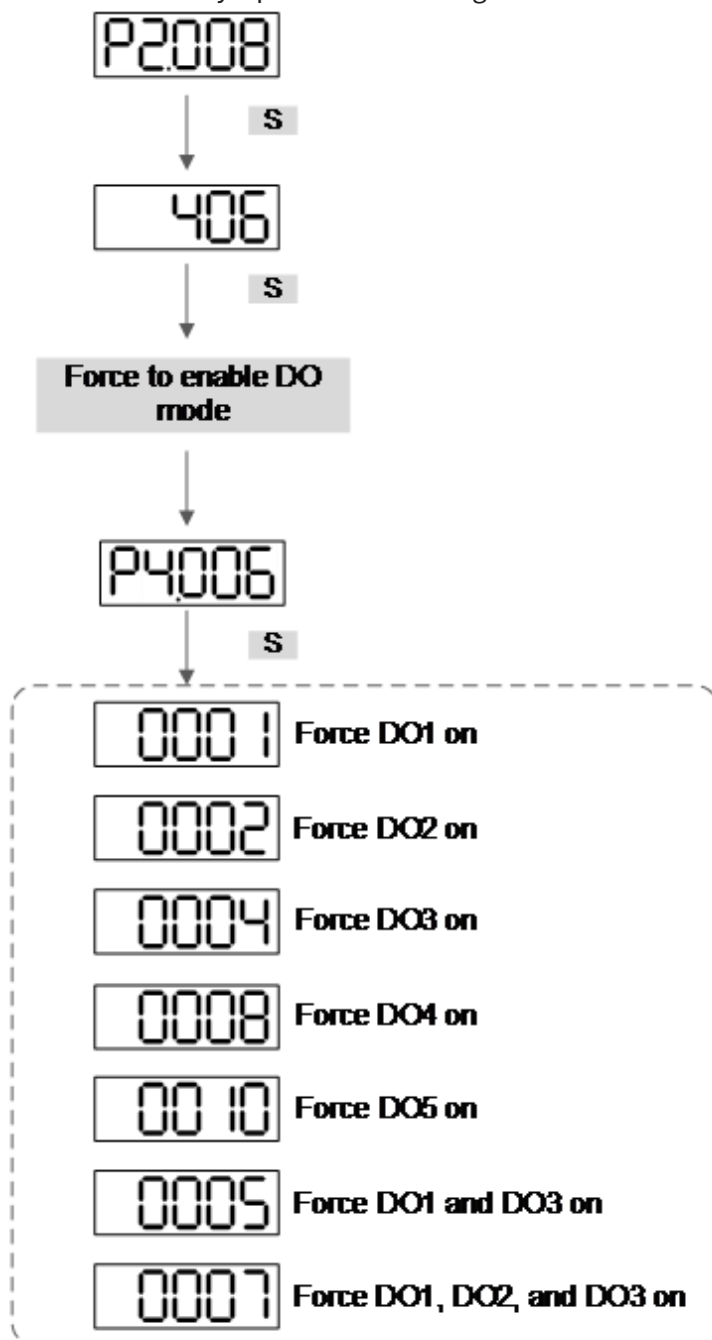 P2.008
S
406
S
Force to enable DO
mode
P4.006
S
0001 Force DO1 on
0002 Force DO2 on
0004 Force DO3 on
0008 Force DO4 on
0010 Force DO5 on
0005 Force DO1 and DO3 on
0007 Force DO1, DO2, and DO3 on